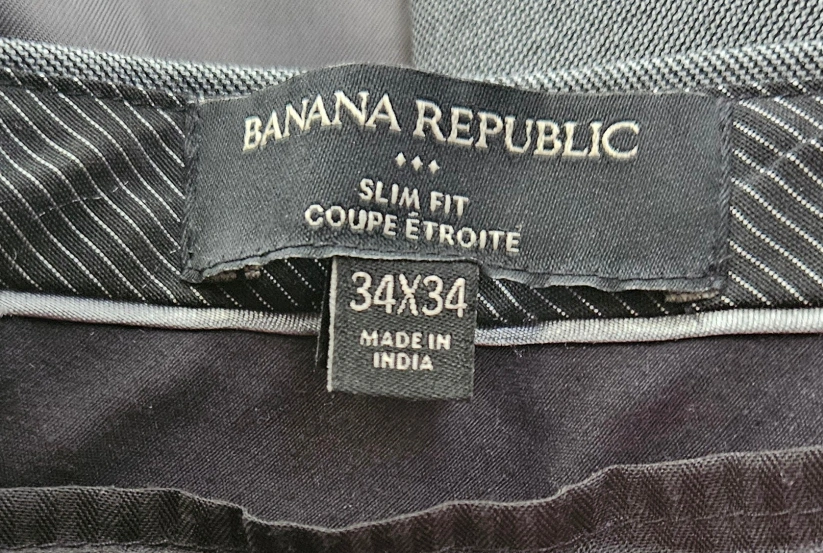 BANANA REPUBLIC
SLIM FIT
COUPE ÉTROITE
34X34
MADE IN
INDIA